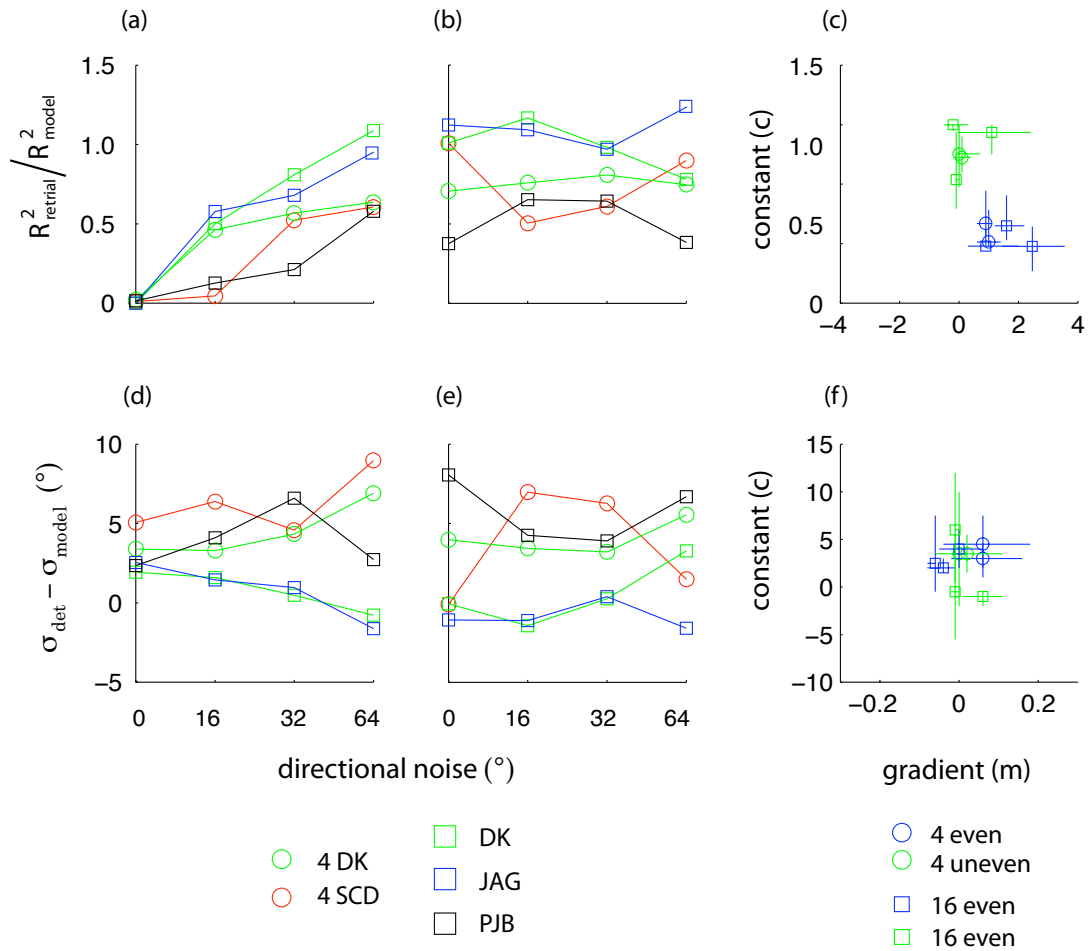 (a)
(b)
(c)
1.5
1.0
0.5
0
R²retrial/R²model
1.5
1.0
0.5
0
constant (c)
−4 −2 0 2 4
(d)
(e)
(f)
10
5
0
−5
σdet − σmodel (°)
0 16 32 64
0 16 32 64
directional noise (°)
15
10
5
0
−5
−10
constant (c)
−0.2 0 0.2
gradient (m)
4 DK
4 SCD
DK
JAG
PJB
4 even
4 uneven
16 even
16 even